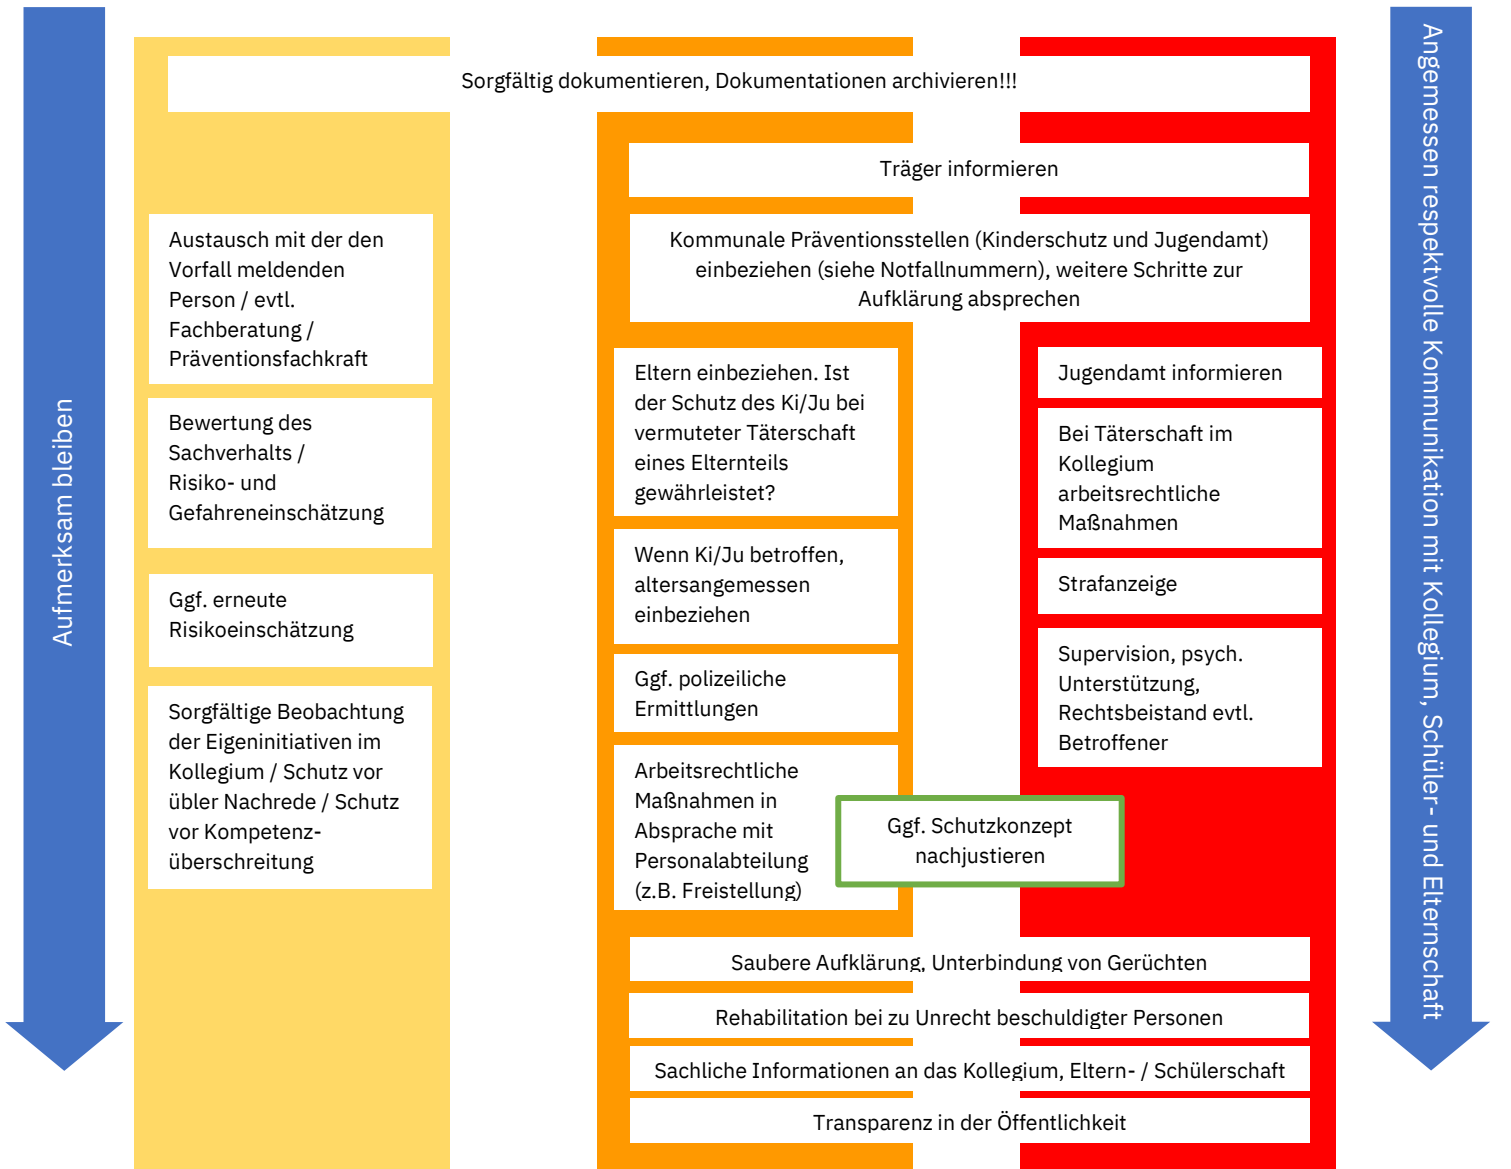 Aufmerksam bleiben
Sorgfältig dokumentieren, Dokumentationen archivieren!!!
Träger informieren
Kommunale Präventionsstellen (Kinderschutz und Jugendamt)
einbeziehen (siehe Notfallnummern), weitere Schritte zur
Aufklärung absprechen
Austausch mit der den
Vorfall meldenden
Person / evtl.
Fachberatung /
Präventionsfachkraft
Bewertung des
Sachverhalts /
Risiko- und
Gefahreneinschätzung
Ggf. erneute
Risikoeinschätzung
Sorgfältige Beobachtung
der Eigeninitiativen im
Kollegium / Schutz vor
übler Nachrede / Schutz
vor Kompetenz-
überschreitung
Eltern einbeziehen. Ist
der Schutz des Ki/Ju bei
vermuteter Täterschaft
eines Elternteils
gewährleistet?
Wenn Ki/Ju betroffen,
altersangemessen
einbeziehen
Ggf. polizeiliche
Ermittlungen
Arbeitsrechtliche
Maßnahmen in
Absprache mit
Personalabteilung
(z.B. Freistellung)
Jugendamt informieren
Bei Täterschaft im
Kollegium
arbeitsrechtliche
Maßnahmen
Strafanzeige
Supervision, psych.
Unterstützung,
Rechtsbeistand evtl.
Betroffener
Ggf. Schutzkonzept
nachjustieren
Saubere Aufklärung, Unterbindung von Gerüchten
Rehabilitation bei zu Unrecht beschuldigter Personen
Sachliche Informationen an das Kollegium, Eltern- / Schülerschaft
Transparenz in der Öffentlichkeit
Angemessen respektvolle Kommunikation mit Kollegium, Schüler- und Elternschaft